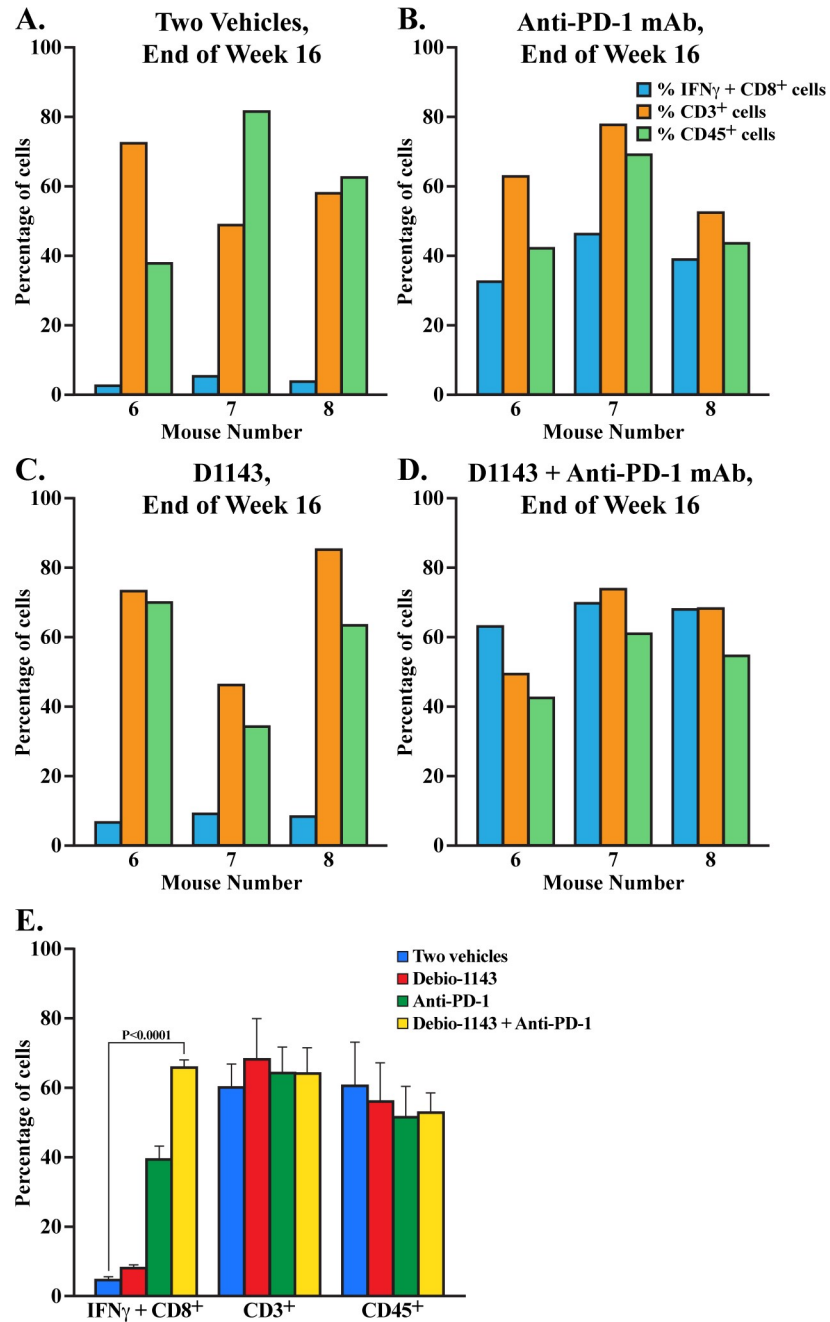 A.
Two Vehicles,
End of Week 16
Percentage of cells
100
80
60
40
20
0
6 7 8
Mouse Number
B.
Anti-PD-1 mAb,
End of Week 16
% IFNγ + CD8+ cells
% CD3+ cells
% CD45+ cells
Percentage of cells
100
80
60
40
20
0
6 7 8
Mouse Number
C.
D1143,
End of Week 16
Percentage of cells
100
80
60
40
20
0
6 7 8
Mouse Number
D.
D1143 + Anti-PD-1 mAb,
End of Week 16
Percentage of cells
100
80
60
40
20
0
6 7 8
Mouse Number
E.
Percentage of cells
100
80
60
40
20
0
P<0.0001
Two vehicles
Debio-1143
Anti-PD-1
Debio-1143 + Anti-PD-1
IFNγ + CD8+ CD3+ CD45+